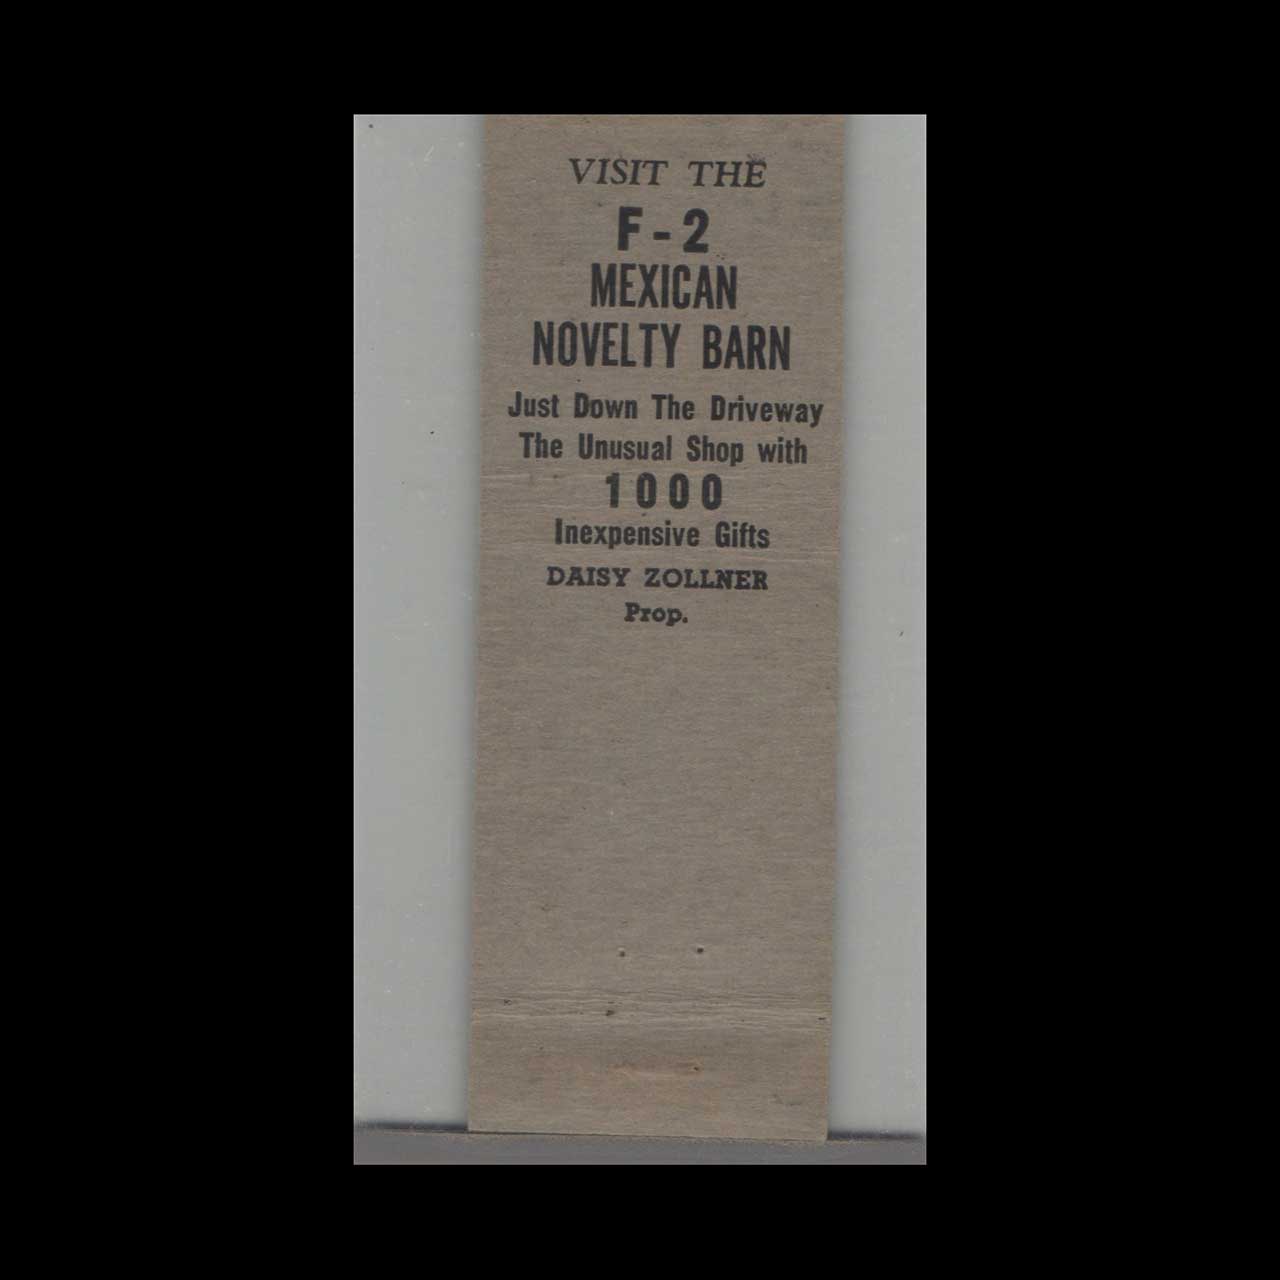 VISIT THE
F-2
MEXICAN
NOVELTY BARN
Just Down The Driveway
The Unusual Shop with
1000
Inexpensive Gifts
DAISY ZOLLNER
Prop.